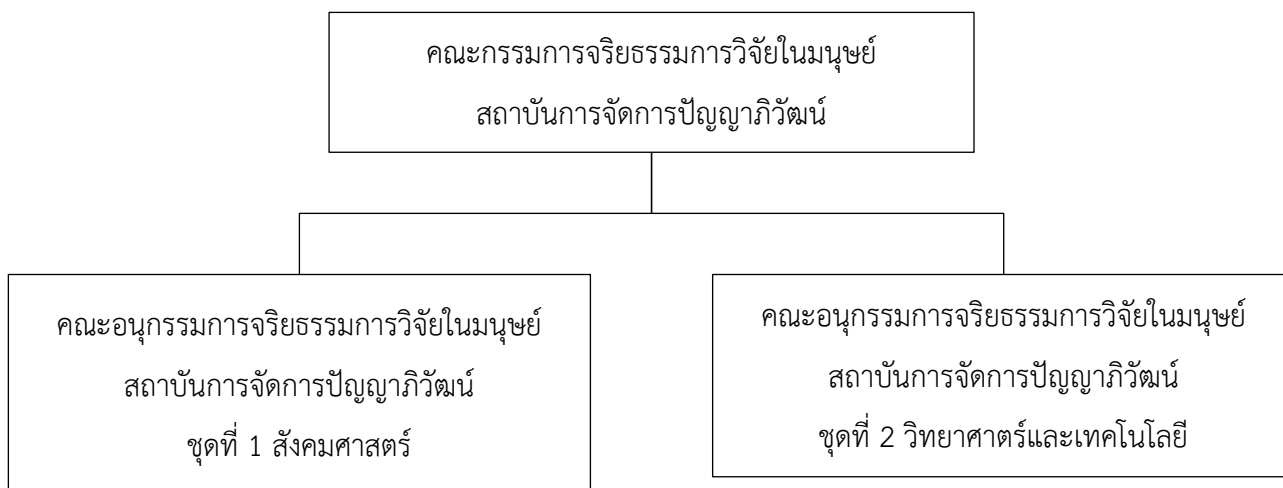 คณะกรรมการจริยธรรมการวิจัยในมนุษย์
สถาบันการจัดการปัญญาภิวัฒน์
คณะอนุกรรมการจริยธรรมการวิจัยในมนุษย์
สถาบันการจัดการปัญญาภิวัฒน์
ชุดที่ 1 สังคมศาสตร์
คณะอนุกรรมการจริยธรรมการวิจัยในมนุษย์
สถาบันการจัดการปัญญาภิวัฒน์
ชุดที่ 2 วิทยาศาตร์และเทคโนโลยี